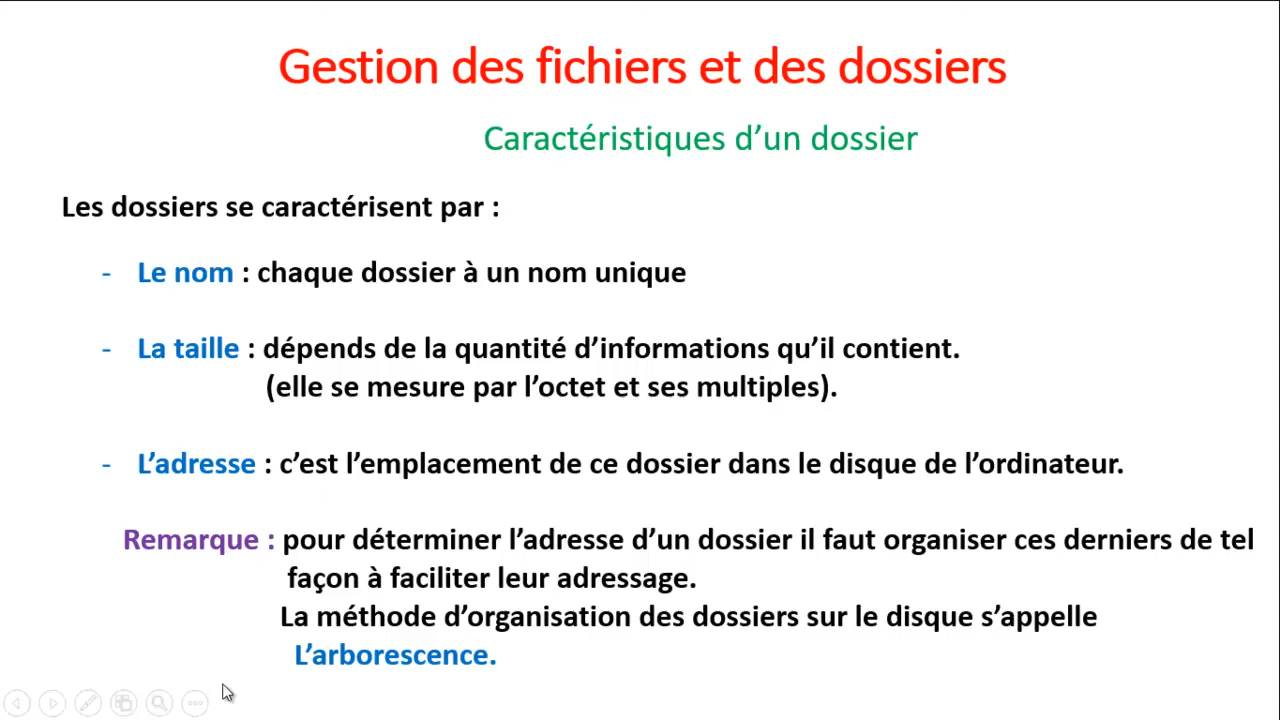 Gestion des fichiers et des dossiers
Caractéristiques d’un dossier
Les dossiers se caractérisent par :
- Le nom : chaque dossier à un nom unique
- La taille : dépends de la quantité d’informations qu’il contient.
(elle se mesure par l’octet et ses multiples).
- L’adresse : c’est l’emplacement de ce dossier dans le disque de l’ordinateur.
Remarque : pour déterminer l’adresse d’un dossier il faut organiser ces derniers de tel
façon à faciliter leur adressage.
La méthode d’organisation des dossiers sur le disque s’appelle
L’arborescence.